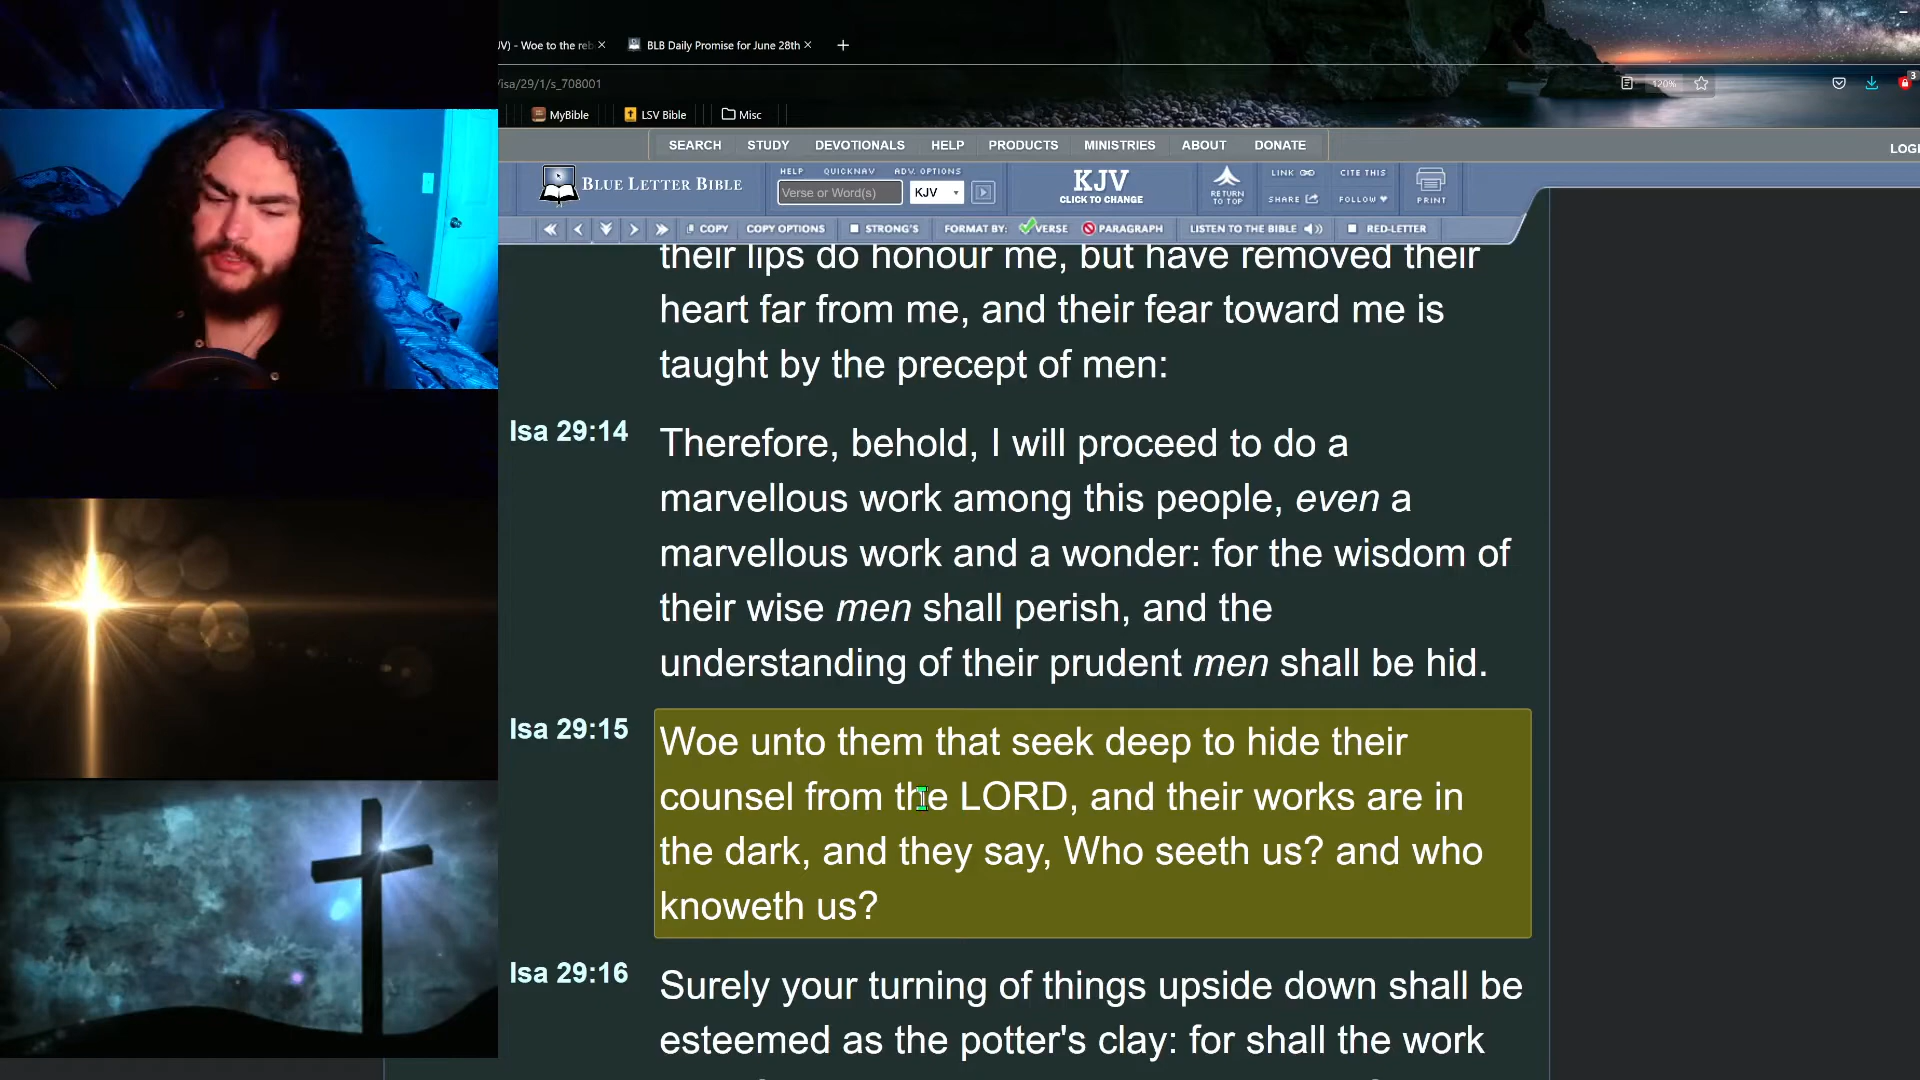 JV) - Woe to the reb
BLB Daily Promise for June 28th
/isa/29/1/s_708001
120%
3
MyBible
LSV Bible
Misc
SEARCH STUDY DEVOTIONALS HELP PRODUCTS MINISTRIES ABOUT DONATE
LOGI
BLUE LETTER BIBLE
HELP QUICKNAV ADV. OPTIONS
Verse or Word(s)
KJV
KJV
CLICK TO CHANGE
RETURN
TO TOP
LINK
CITE THIS
SHARE
FOLLOW
PRINT
COPY COPY OPTIONS STRONG'S FORMAT BY: VERSE PARAGRAPH LISTEN TO THE BIBLE RED-LETTER
their lips do honour me, but have removed their
heart far from me, and their fear toward me is
taught by the precept of men:
Isa 29:14
Therefore, behold, I will proceed to do a
marvellous work among this people, even a
marvellous work and a wonder: for the wisdom of
their wise men shall perish, and the
understanding of their prudent men shall be hid.
Isa 29:15
Woe unto them that seek deep to hide their
counsel from the LORD, and their works are in
the dark, and they say, Who seeth us? and who
knoweth us?
Isa 29:16
Surely your turning of things upside down shall be
esteemed as the potter's clay: for shall the work